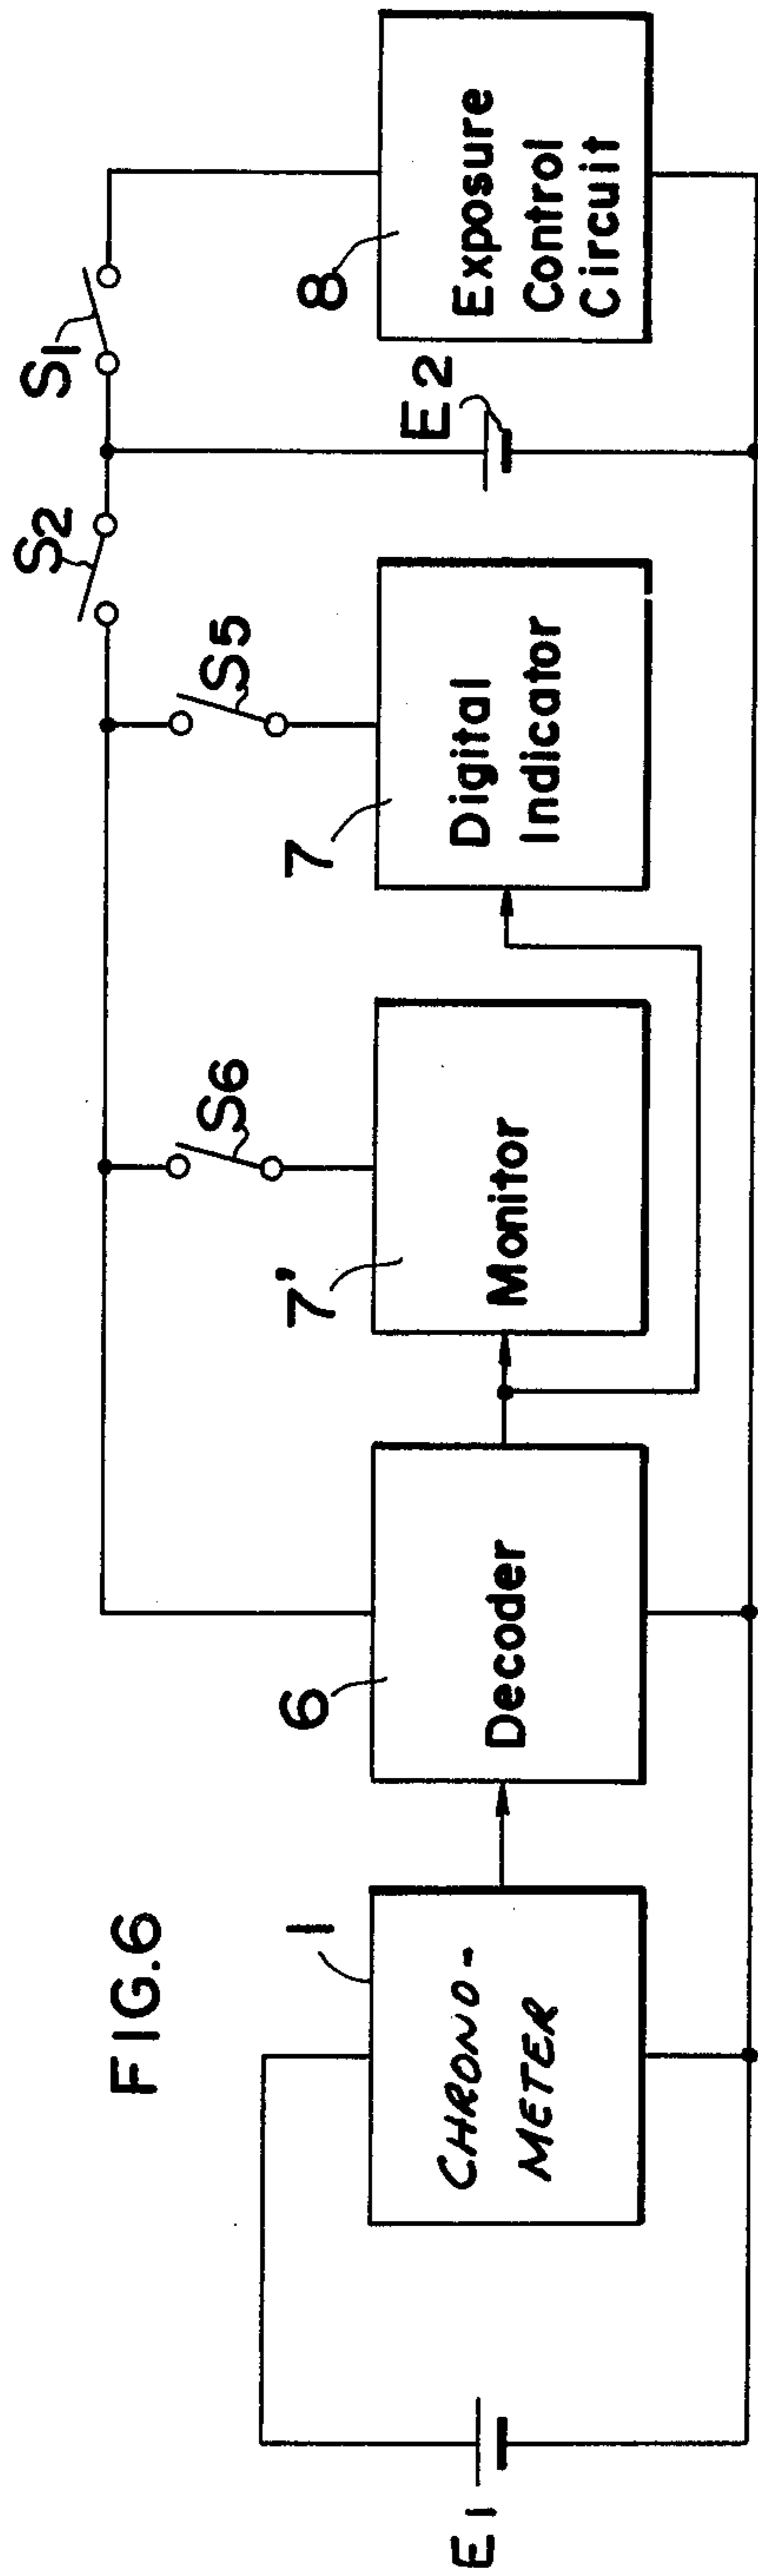 FIG.6
E1
1
CHRONO-
METER
6
Decoder
7'
Monitor
S6
7
Digital
Indicator
S5
S2
E2
S1
8
Exposure
Control
Circuit